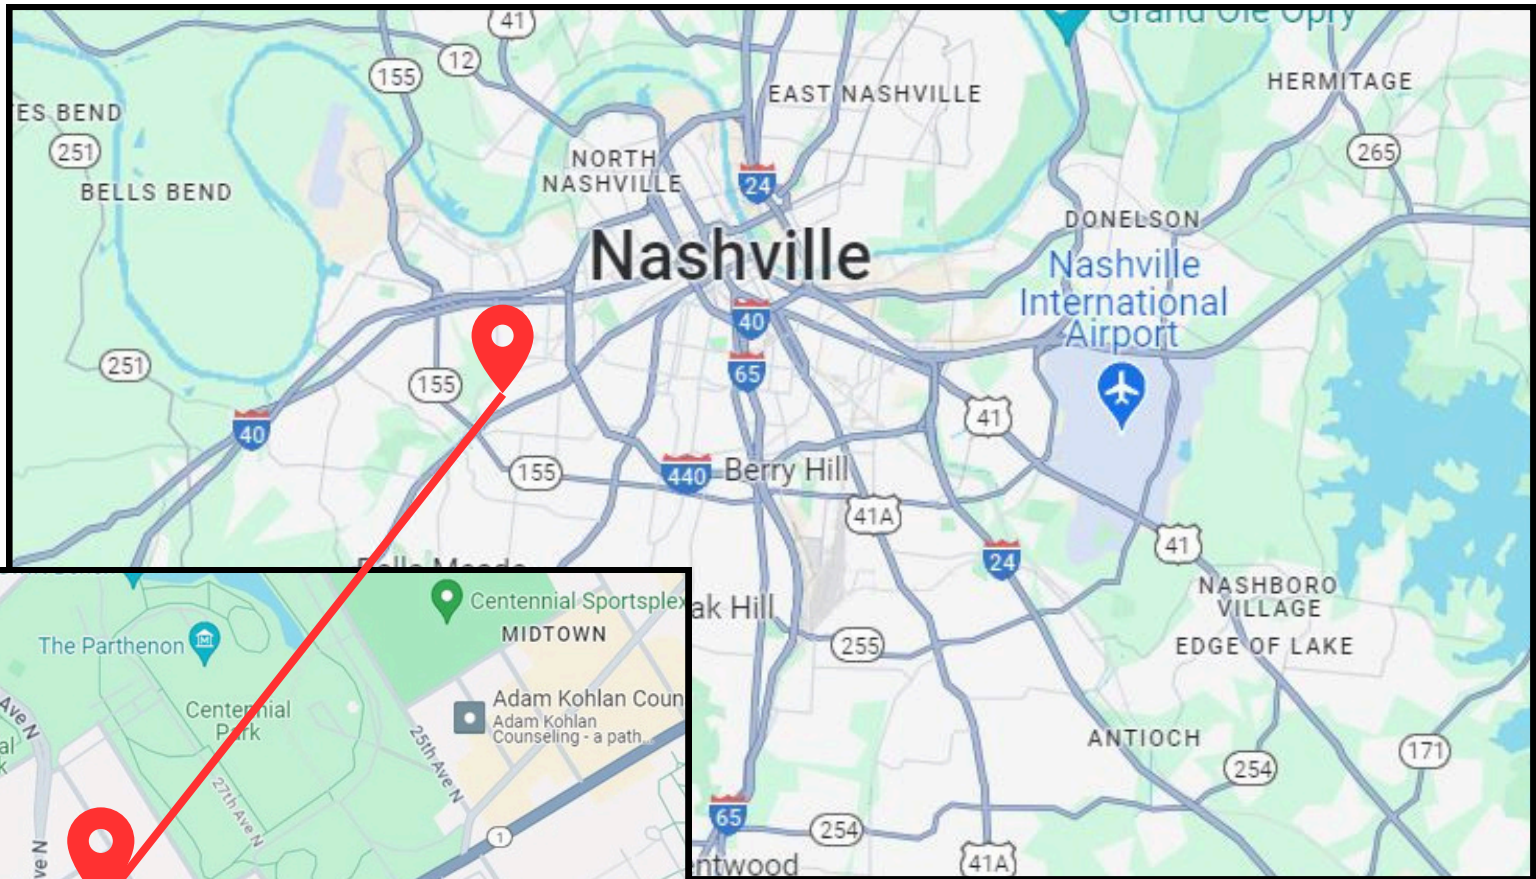 41
Grand Ole Opry
12
155
HERMITAGE
EAST NASHVILLE
BEND
251
265
NORTH
NASHVILLE
24
BELLS BEND
DONELSON
Nashville
Nashville
International
Airport
40
251
65
155
41
40
155
440
Berry Hill
41A
41
24
NASHBORO
VILLAGE
Hill
255
EDGE OF LAKE
ANTIOCH
171
254
65
254
41A
Centennial Sportsplex
MIDTOWN
The Parthenon
Adam Kohlan Coun
Adam Kohlan
Counseling - a path...
Centennial
Park
Ave N
25th Ave N
27th Ave N
1